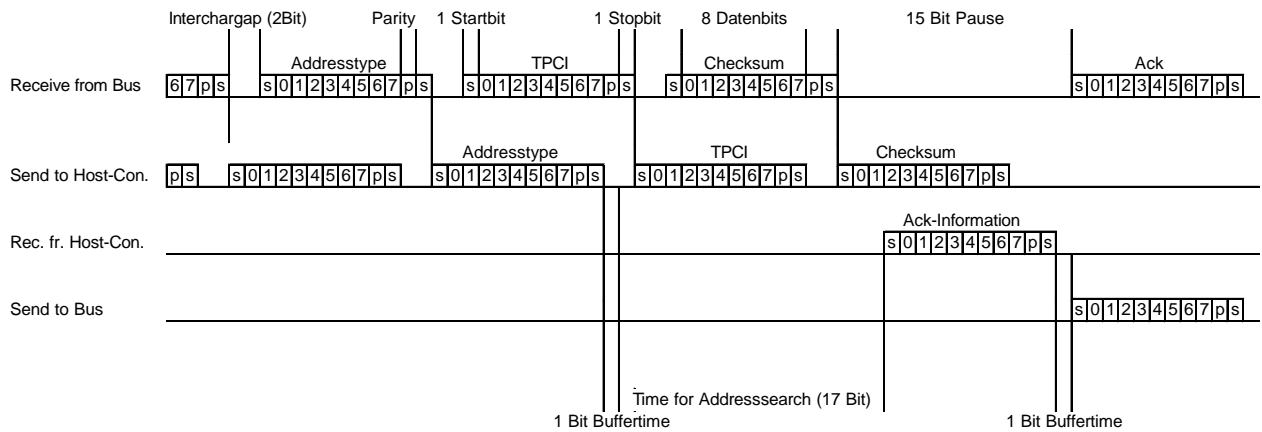 Interchargap (2Bit) Parity 1 Startbit 1 Stopbit 8 Datenbits 15 Bit Pause
Addresstype TPCI Checksum Ack
Receive from Bus 6 7 p s s 0 1 2 3 4 5 6 7 p s s 0 1 2 3 4 5 6 7 p s s 0 1 2 3 4 5 6 7 p s s 0 1 2 3 4 5 6 7 p s
Addresstype TPCI Checksum
Send to Host-Con. p s s 0 1 2 3 4 5 6 7 p s s 0 1 2 3 4 5 6 7 p s s 0 1 2 3 4 5 6 7 p s s 0 1 2 3 4 5 6 7 p s
Ack-Information
Rec. fr. Host-Con. s 0 1 2 3 4 5 6 7 p s
Send to Bus s 0 1 2 3 4 5 6 7 p s
Time for Addresssearch (17 Bit)
1 Bit Buffertime 1 Bit Buffertime